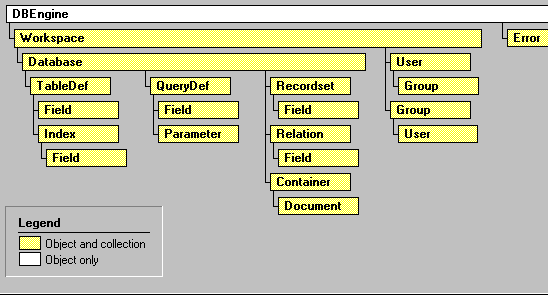 DBEngine
Workspace
Error
Database
User
TableDef
QueryDef
Recordset
Group
Field
Field
Field
Group
Index
Parameter
Relation
User
Field
Field
Container
Document
Legend
Object and collection
Object only